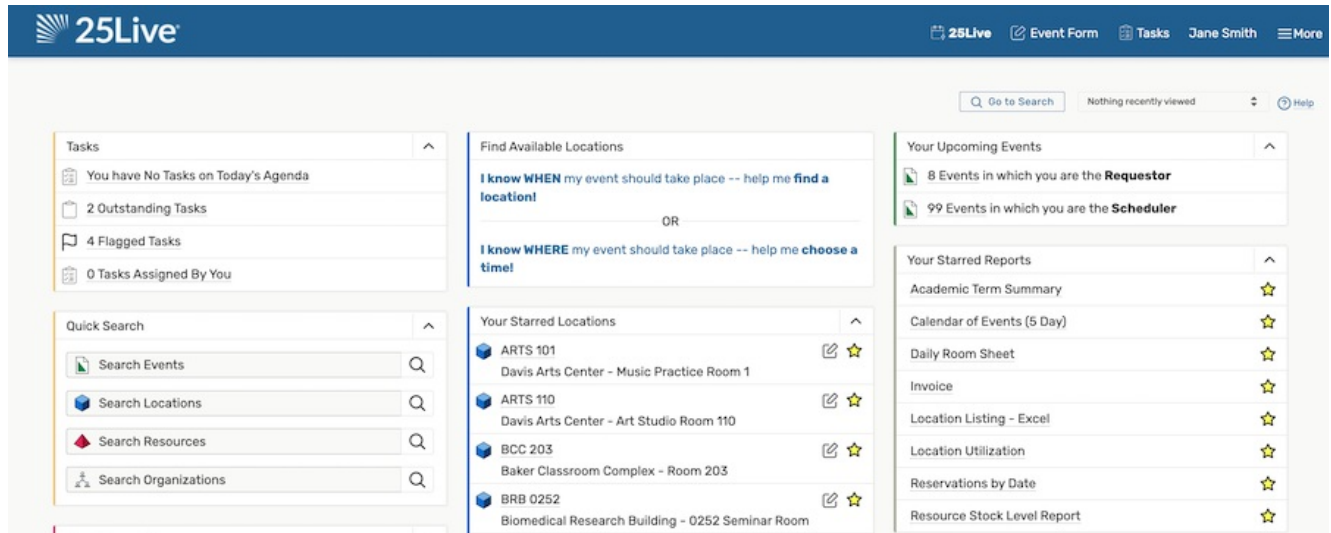 25Live
25Live
Event Form
Tasks
Jane Smith
More
Go to Search
Nothing recently viewed
Help
Tasks
You have No Tasks on Today's Agenda
2 Outstanding Tasks
4 Flagged Tasks
0 Tasks Assigned By You
Quick Search
Search Events
Search Locations
Search Resources
Search Organizations
Find Available Locations
I know WHEN my event should take place -- help me find a
location!
OR
I know WHERE my event should take place -- help me choose a
time!
Your Starred Locations
ARTS 101
Davis Arts Center - Music Practice Room 1
ARTS 110
Davis Arts Center - Art Studio Room 110
BCC 203
Baker Classroom Complex - Room 203
BRB 0252
Biomedical Research Building - 0252 Seminar Room
Your Upcoming Events
8 Events in which you are the Requestor
99 Events in which you are the Scheduler
Your Starred Reports
Academic Term Summary
Calendar of Events (5 Day)
Daily Room Sheet
Invoice
Location Listing - Excel
Location Utilization
Reservations by Date
Resource Stock Level Report